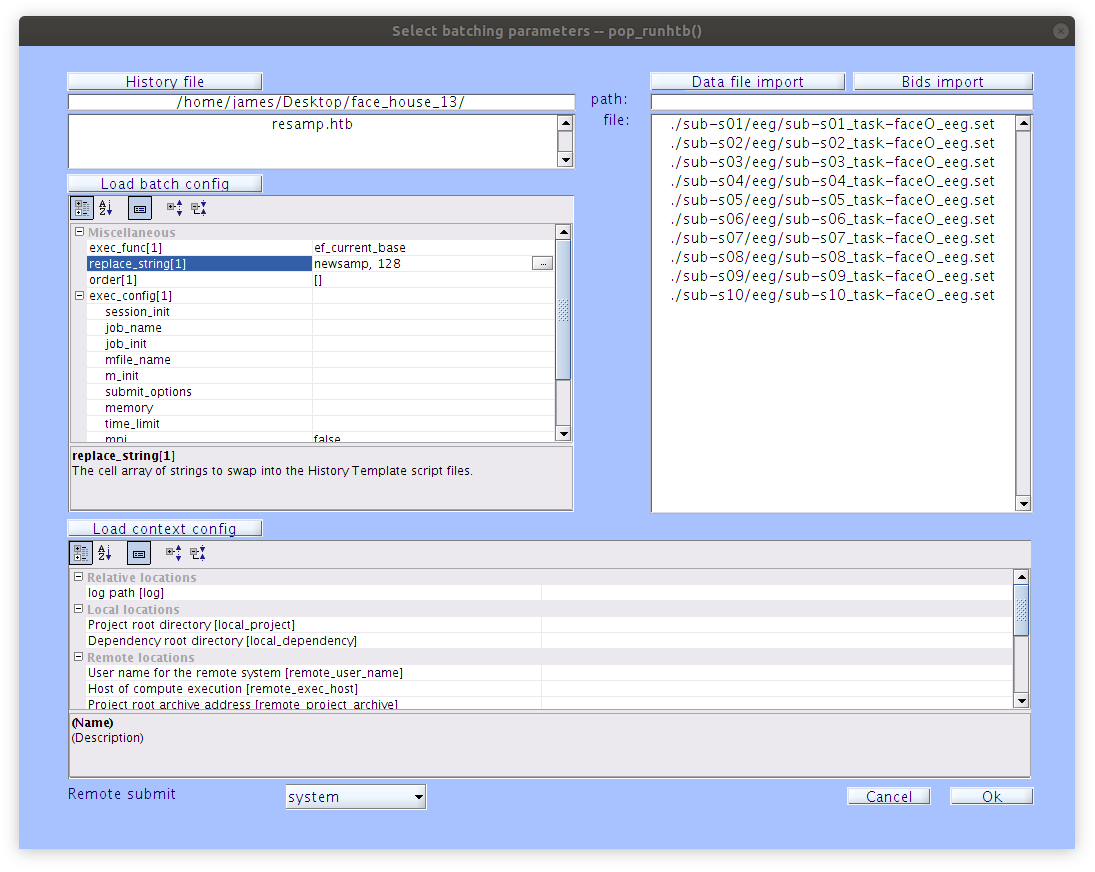 Select batching parameters -- pop_runhtb()
History file
/home/james/Desktop/face_house_13/
resamp.htb
Data file import
Bids import
path:
file:
./sub-s01/eeg/sub-s01_task-faceO_eeg.set
./sub-s02/eeg/sub-s02_task-faceO_eeg.set
./sub-s03/eeg/sub-s03_task-faceO_eeg.set
./sub-s04/eeg/sub-s04_task-faceO_eeg.set
./sub-s05/eeg/sub-s05_task-faceO_eeg.set
./sub-s06/eeg/sub-s06_task-faceO_eeg.set
./sub-s07/eeg/sub-s07_task-faceO_eeg.set
./sub-s08/eeg/sub-s08_task-faceO_eeg.set
./sub-s09/eeg/sub-s09_task-faceO_eeg.set
./sub-s10/eeg/sub-s10_task-faceO_eeg.set
Load batch config
Miscellaneous
exec_func[1] ef_current_base
replace_string[1] newsamp, 128 ...
order[1] []
exec_config[1]
session_init
job_name
job_init
mfile_name
m_init
submit_options
memory
time_limit
mpi false
replace_string[1]
The cell array of strings to swap into the History Template script files.
Load context config
Relative locations
log path [log]
Local locations
Project root directory [local_project]
Dependency root directory [local_dependency]
Remote locations
User name for the remote system [remote_user_name]
Host of compute execution [remote_exec_host]
Project root archive address [remote_project_archive]
(Name)
(Description)
Remote submit
system
Cancel
Ok